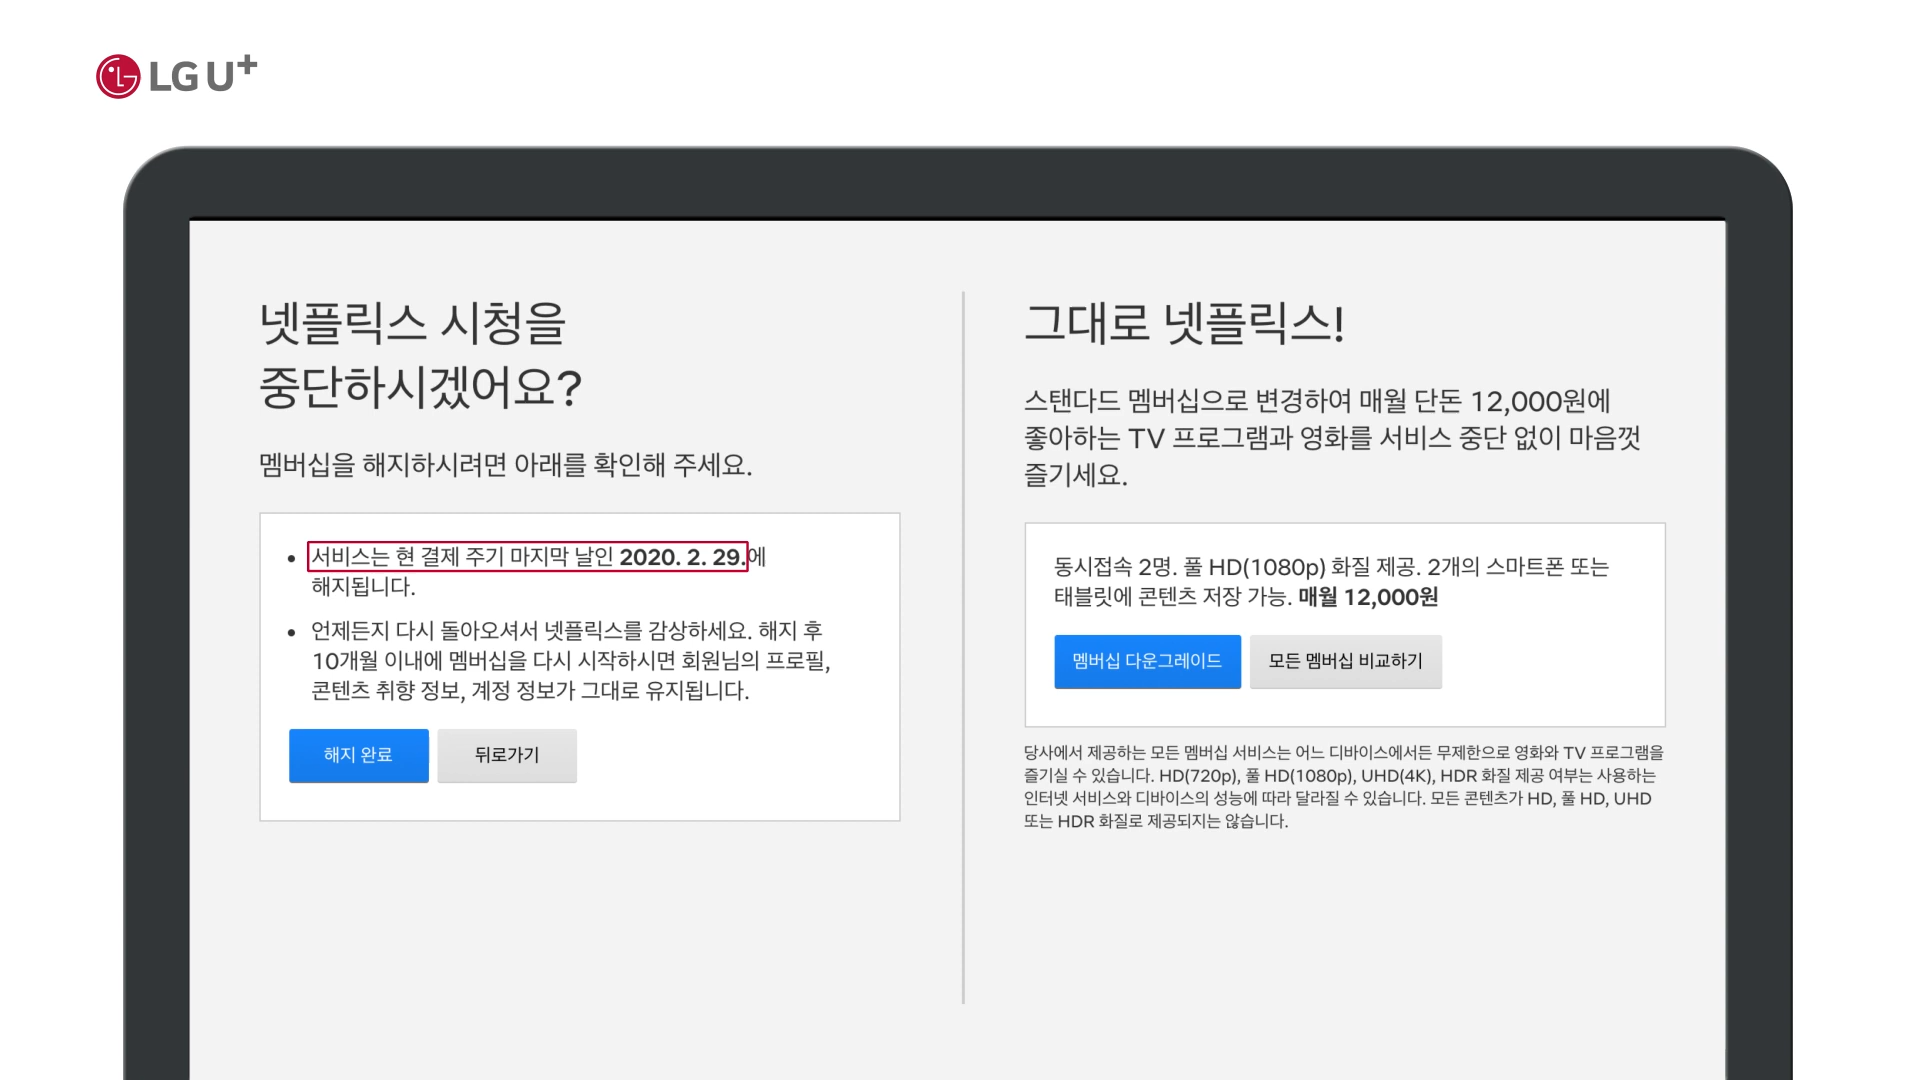 LG U+
넷플릭스 시청을
중단하시겠어요?
멤버십을 해지하시려면 아래를 확인해 주세요.
• 서비스는 현 결제 주기 마지막 날인 2020. 2. 29.에
해지됩니다.
• 언제든지 다시 돌아오셔서 넷플릭스를 감상하세요. 해지 후
10개월 이내에 멤버십을 다시 시작하시면 회원님의 프로필,
콘텐츠 취향 정보, 계정 정보가 그대로 유지됩니다.
해지 완료
뒤로가기
그대로 넷플릭스!
스탠다드 멤버십으로 변경하여 매월 단돈 12,000원에
좋아하는 TV 프로그램과 영화를 서비스 중단 없이 마음껏
즐기세요.
동시접속 2명. 풀 HD(1080p) 화질 제공. 2개의 스마트폰 또는
태블릿에 콘텐츠 저장 가능. 매월 12,000원
멤버십 다운그레이드
모든 멤버십 비교하기
당사에서 제공하는 모든 멤버십 서비스는 어느 디바이스에서든 무제한으로 영화와 TV 프로그램을
즐기실 수 있습니다. HD(720p), 풀 HD(1080p), UHD(4K), HDR 화질 제공 여부는 사용하는
인터넷 서비스와 디바이스의 성능에 따라 달라질 수 있습니다. 모든 콘텐츠가 HD, 풀 HD, UHD
또는 HDR 화질로 제공되지는 않습니다.